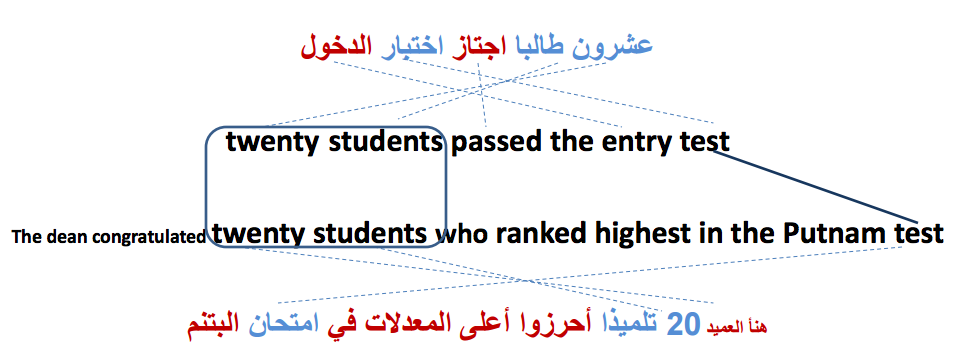 عشرون طالبا اجتاز اختبار الدخول
twenty students passed the entry test
The dean congratulated twenty students who ranked highest in the Putnam test
هنأ العميد 20 تلميذا أحرزوا أعلى المعدلات في امتحان البتنم